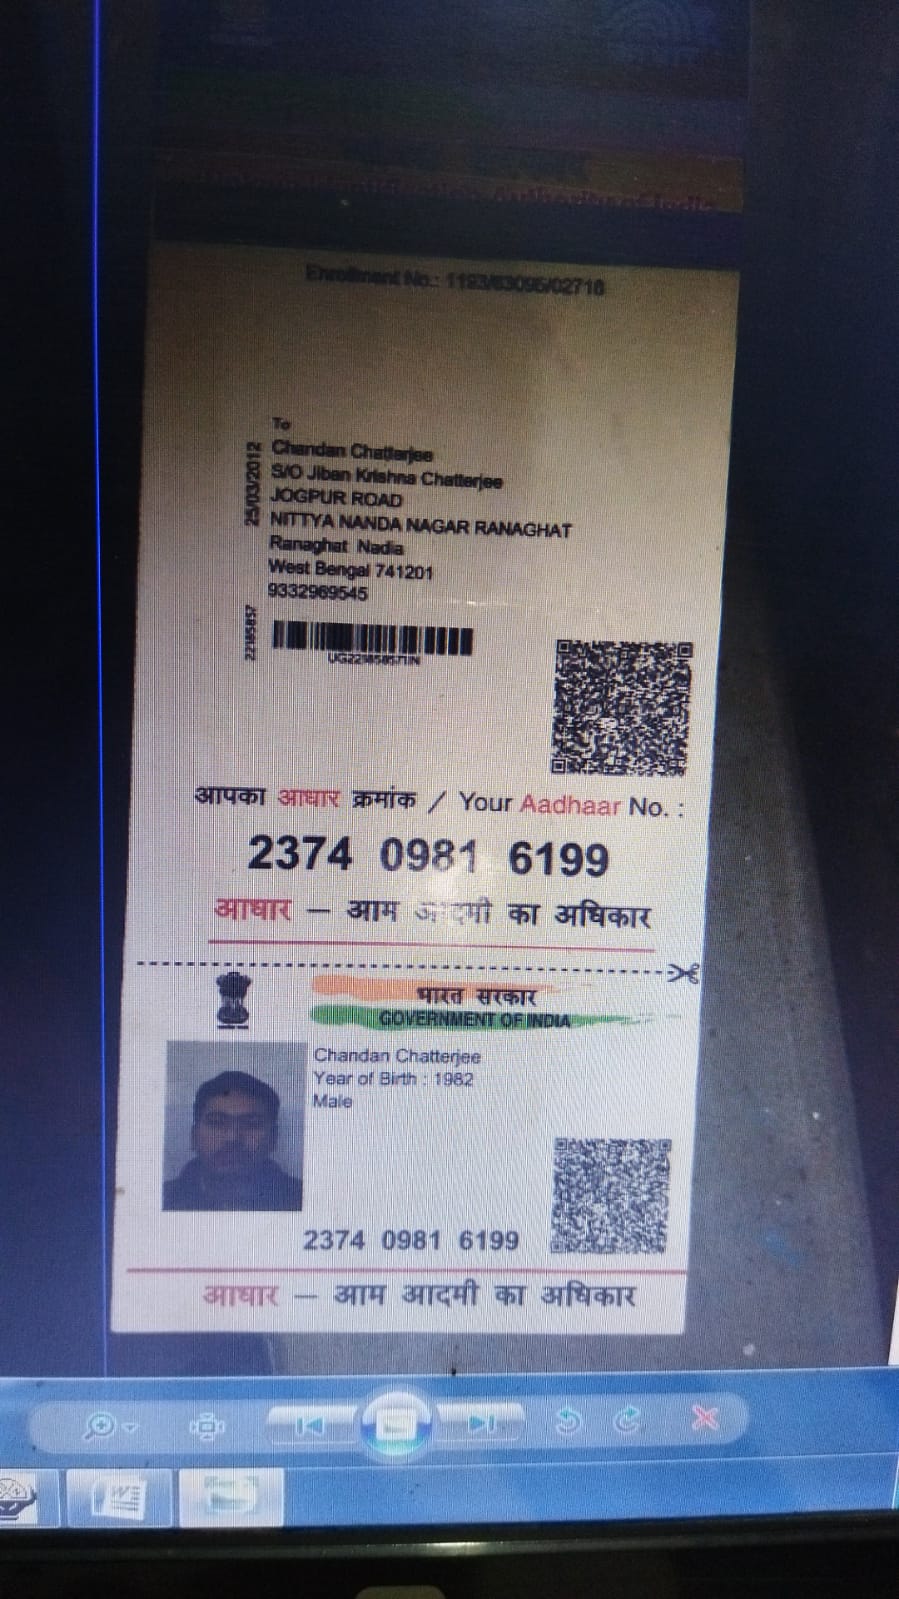 Enrollment No.: 1193/63095/02718
To
Chandan Chatterjee
S/O Jiban Krishna Chatterjee
JOGPUR ROAD
NITTYA NANDA NAGAR RANAGHAT
Ranaghat Nadia
West Bengal 741201
9332969545
25/03/2012
22185857
आपका आधार क्रमांक / Your Aadhaar No. :
2374 0981 6199
आधार – आम आदमी का अधिकार
भारत सरकार
GOVERNMENT OF INDIA
Chandan Chatterjee
Year of Birth : 1982
Male
2374 0981 6199
आधार – आम आदमी का अधिकार